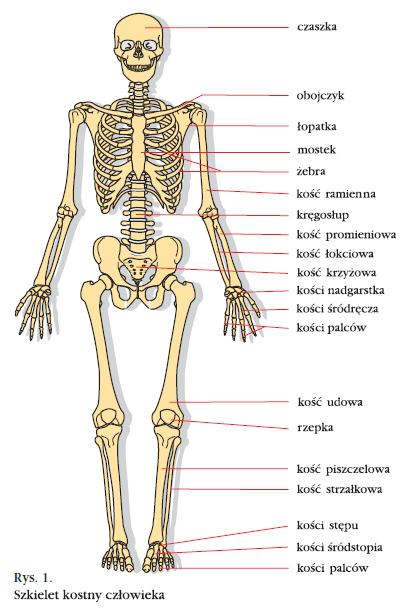 czaszka
obojczyk
łopatka
mostek
żebra
kość ramienna
kręgosłup
kość promieniowa
kość łokciowa
kość krzyżowa
kości nadgarstka
kości śródręcza
kości palców
kość udowa
rzepka
kość piszczelowa
kość strzałkowa
kości stępu
kości śródstopia
kości palców
Rys. 1.
Szkielet kostny człowieka